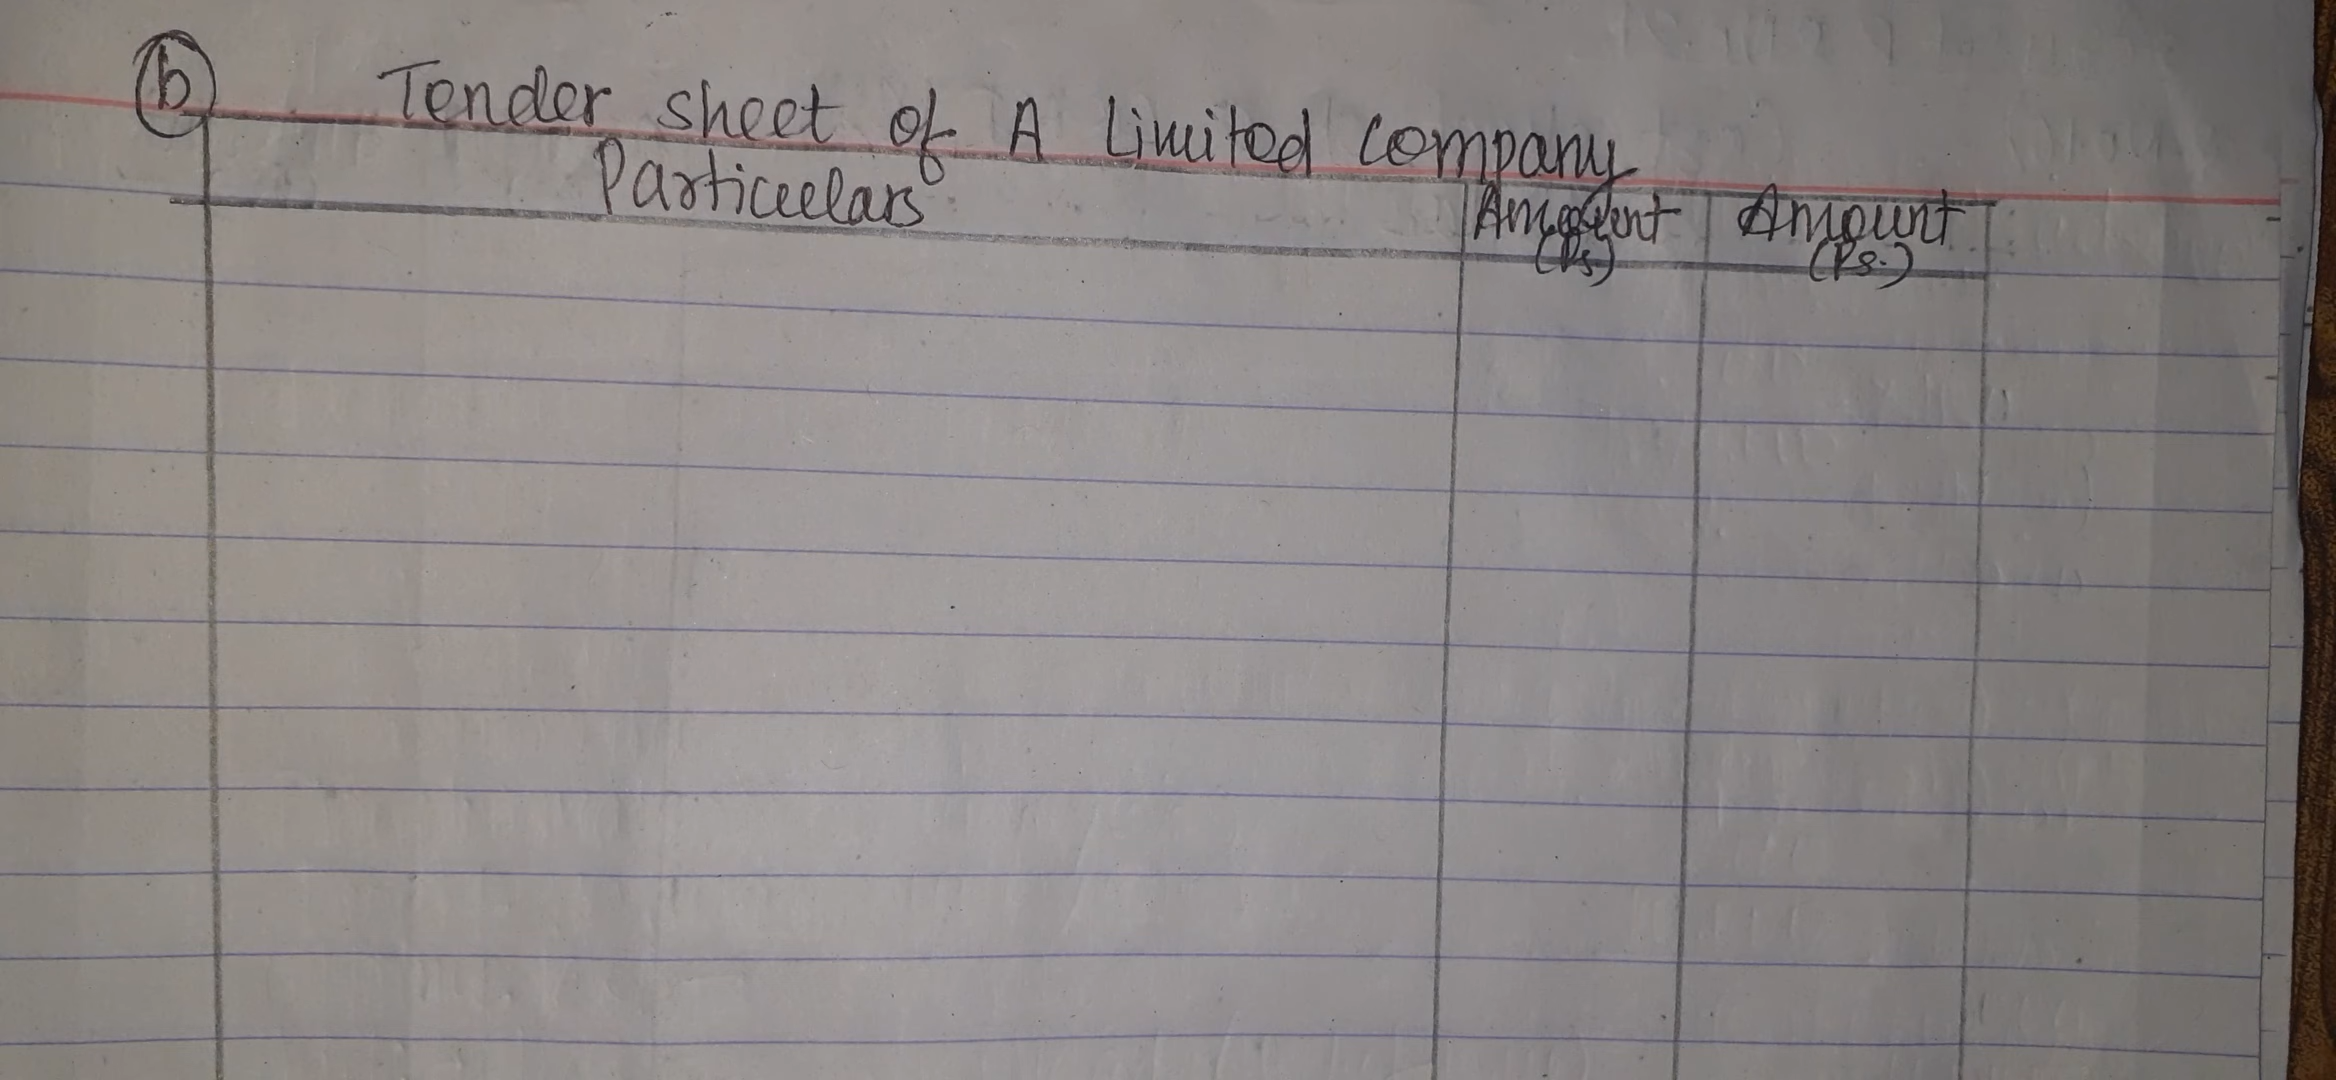 (b) Tender sheet of A Limited company
Particulars Amount (Rs) Amount (Rs.)